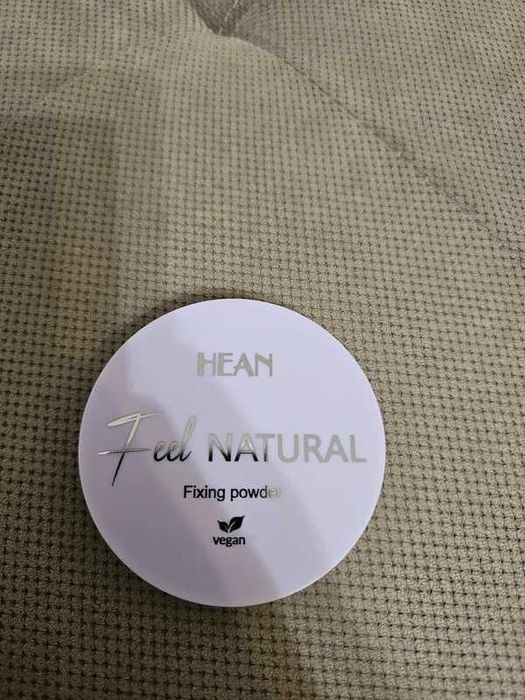 HEAN
Feel NATURAL
Fixing powder
vegan